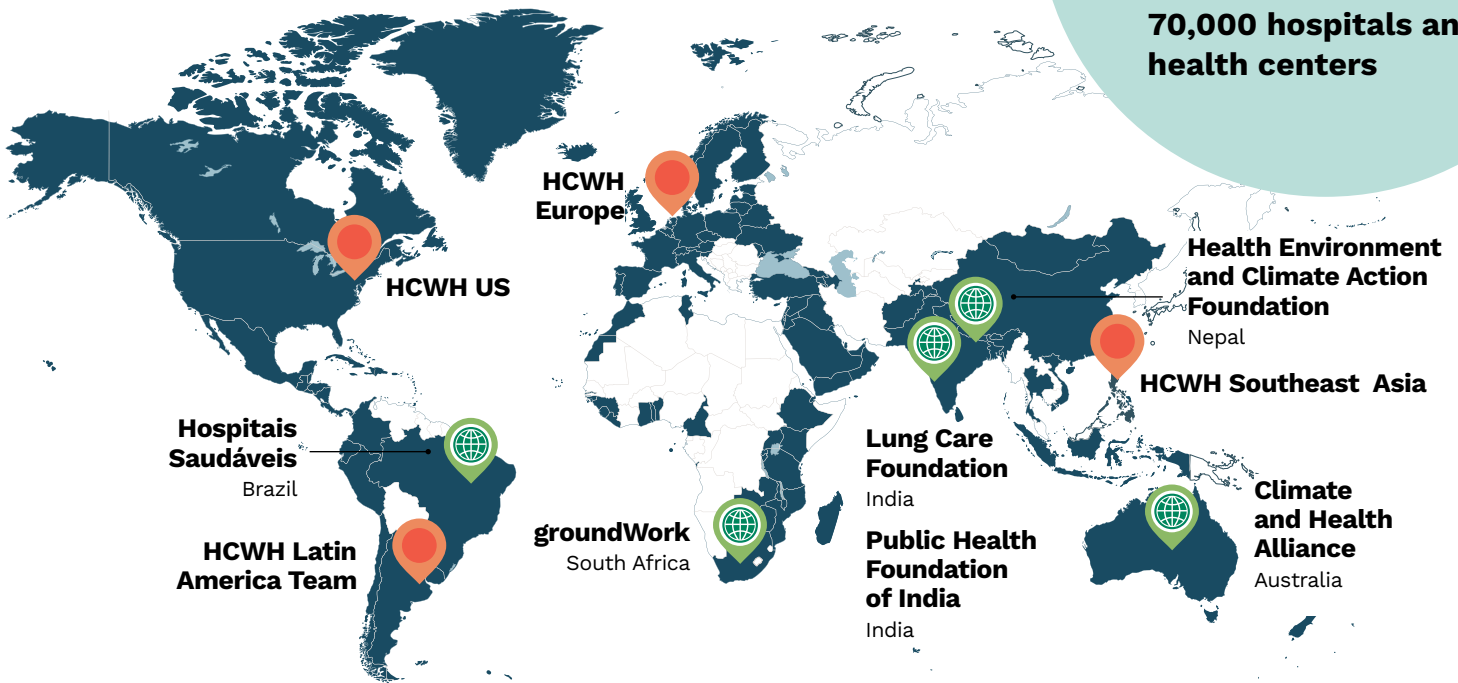 70,000 hospitals an
health centers
HCWH
Europe
HCWH US
Health Environment
and Climate Action
Foundation
Nepal
HCWH Southeast Asia
Hospitais
Saudáveis
Brazil
HCWH Latin
America Team
groundWork
South Africa
Lung Care
Foundation
India
Public Health
Foundation
of India
India
Climate
and Health
Alliance
Australia